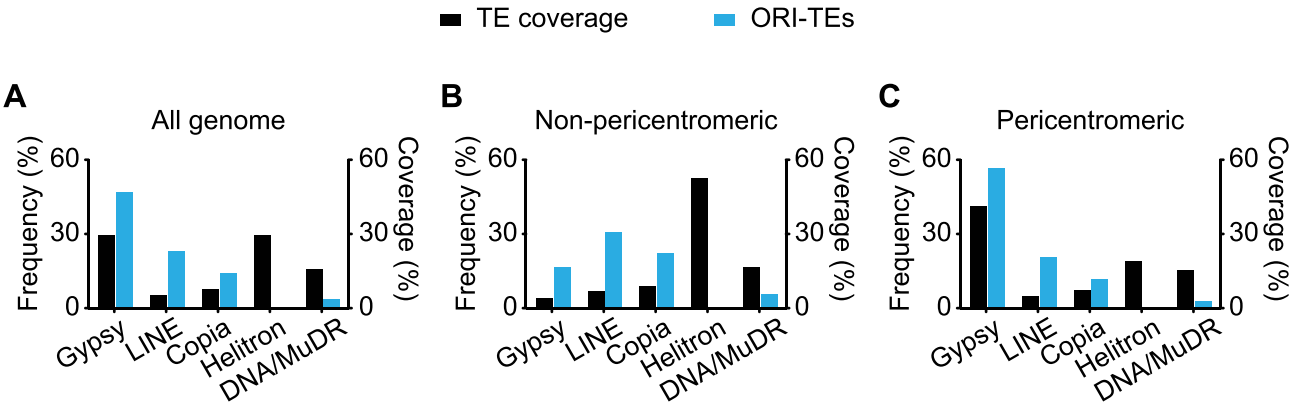 TE coverage ORI-TEs
A B C
All genome Non-pericentromeric Pericentromeric
Frequency (%)
60
30
0
60
30
0
Coverage (%)
Gypsy
LINE
Copia
Helitron
DNA/MuDR
Frequency (%)
60
30
0
60
30
0
Coverage (%)
Gypsy
LINE
Copia
Helitron
DNA/MuDR
Frequency (%)
60
30
0
60
30
0
Coverage (%)
Gypsy
LINE
Copia
Helitron
DNA/MuDR